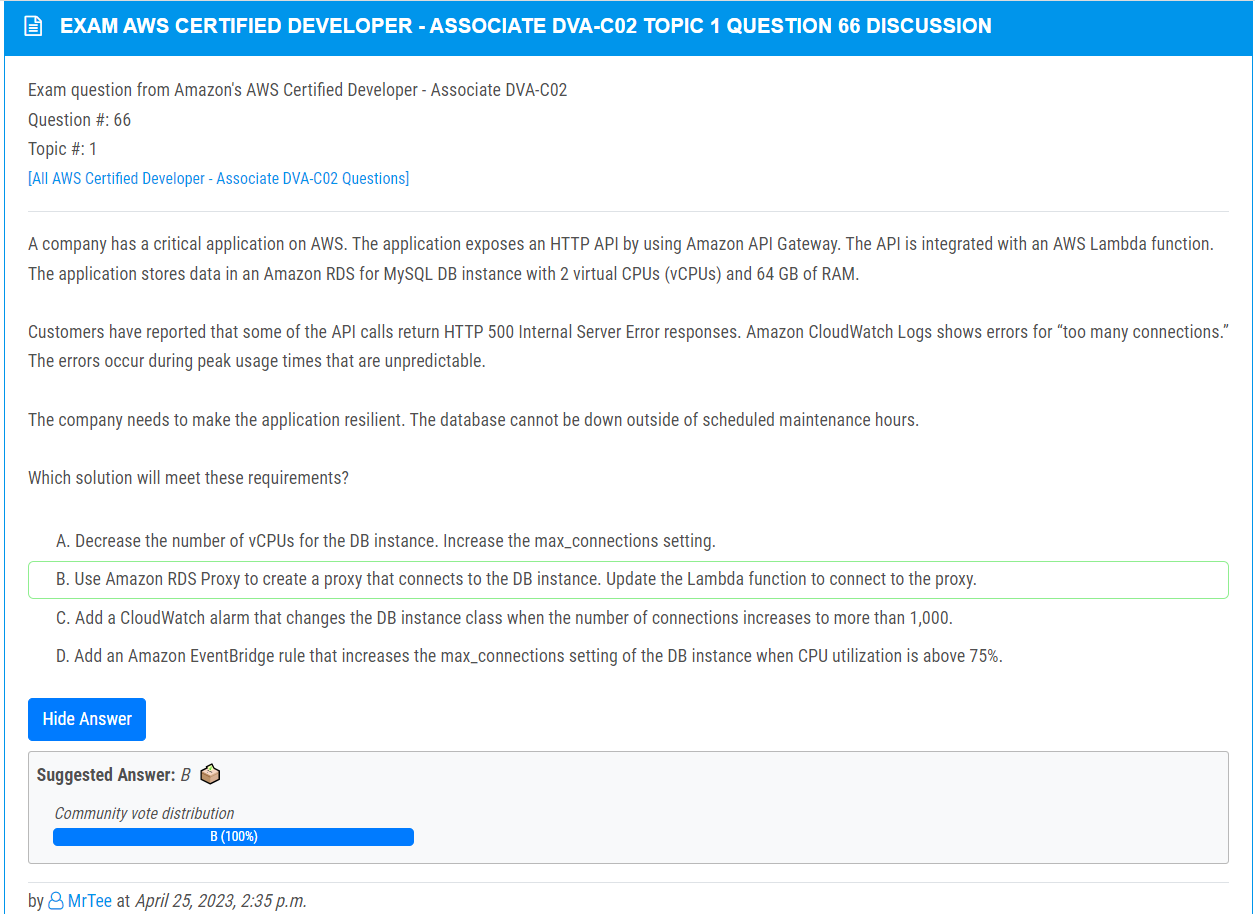 EXAM AWS CERTIFIED DEVELOPER - ASSOCIATE DVA-C02 TOPIC 1 QUESTION 66 DISCUSSION
Exam question from Amazon's AWS Certified Developer - Associate DVA-C02
Question #: 66
Topic #: 1
[All AWS Certified Developer - Associate DVA-C02 Questions]
A company has a critical application on AWS. The application exposes an HTTP API by using Amazon API Gateway. The API is integrated with an AWS Lambda function.
The application stores data in an Amazon RDS for MySQL DB instance with 2 virtual CPUs (vCPUs) and 64 GB of RAM.
Customers have reported that some of the API calls return HTTP 500 Internal Server Error responses. Amazon CloudWatch Logs shows errors for “too many connections.”
The errors occur during peak usage times that are unpredictable.
The company needs to make the application resilient. The database cannot be down outside of scheduled maintenance hours.
Which solution will meet these requirements?
A. Decrease the number of vCPUs for the DB instance. Increase the max_connections setting.
B. Use Amazon RDS Proxy to create a proxy that connects to the DB instance. Update the Lambda function to connect to the proxy.
C. Add a CloudWatch alarm that changes the DB instance class when the number of connections increases to more than 1,000.
D. Add an Amazon EventBridge rule that increases the max_connections setting of the DB instance when CPU utilization is above 75%.
Hide Answer
Suggested Answer: B
Community vote distribution
B (100%)
by MrTee at April 25, 2023, 2:35 p.m.